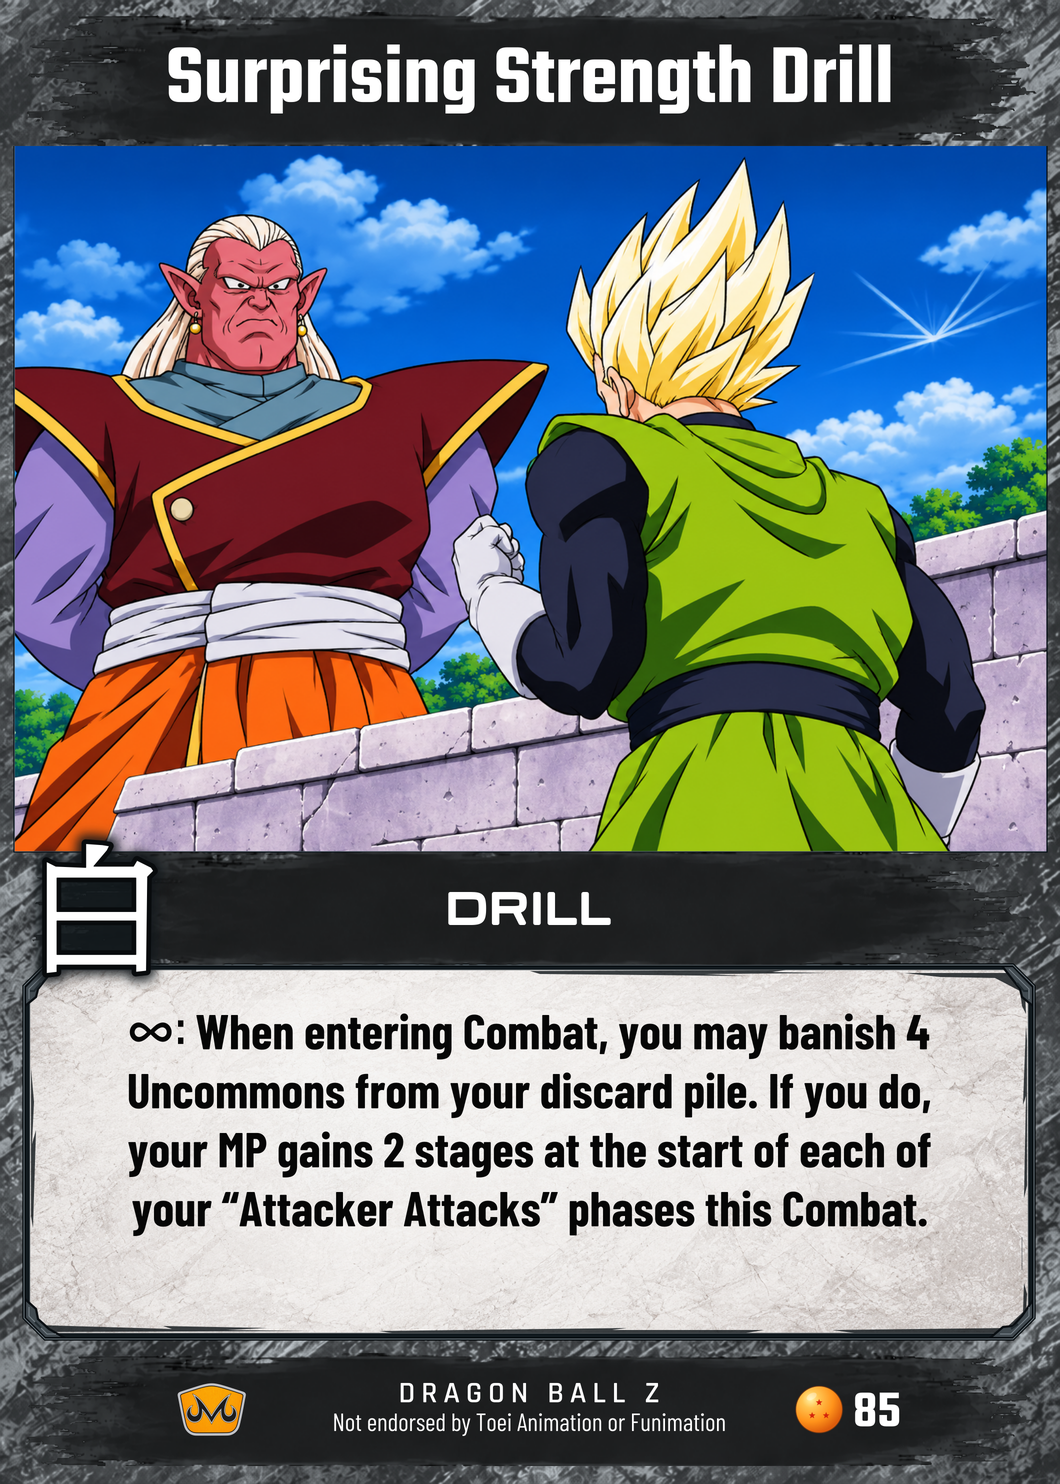 Surprising Strength Drill
白
DRILL
∞: When entering Combat, you may banish 4
Uncommons from your discard pile. If you do,
your MP gains 2 stages at the start of each of
your “Attacker Attacks” phases this Combat.
DRAGON BALL Z
Not endorsed by Toei Animation or Funimation
85